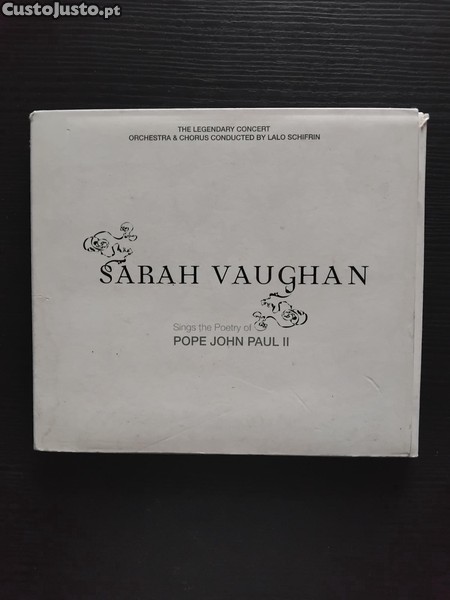 CustoJusto.pt
THE LEGENDARY CONCERT
ORCHESTRA & CHORUS CONDUCTED BY LALO SCHIFRIN
SARAH VAUGHAN
Sings the Poetry of
POPE JOHN PAUL II